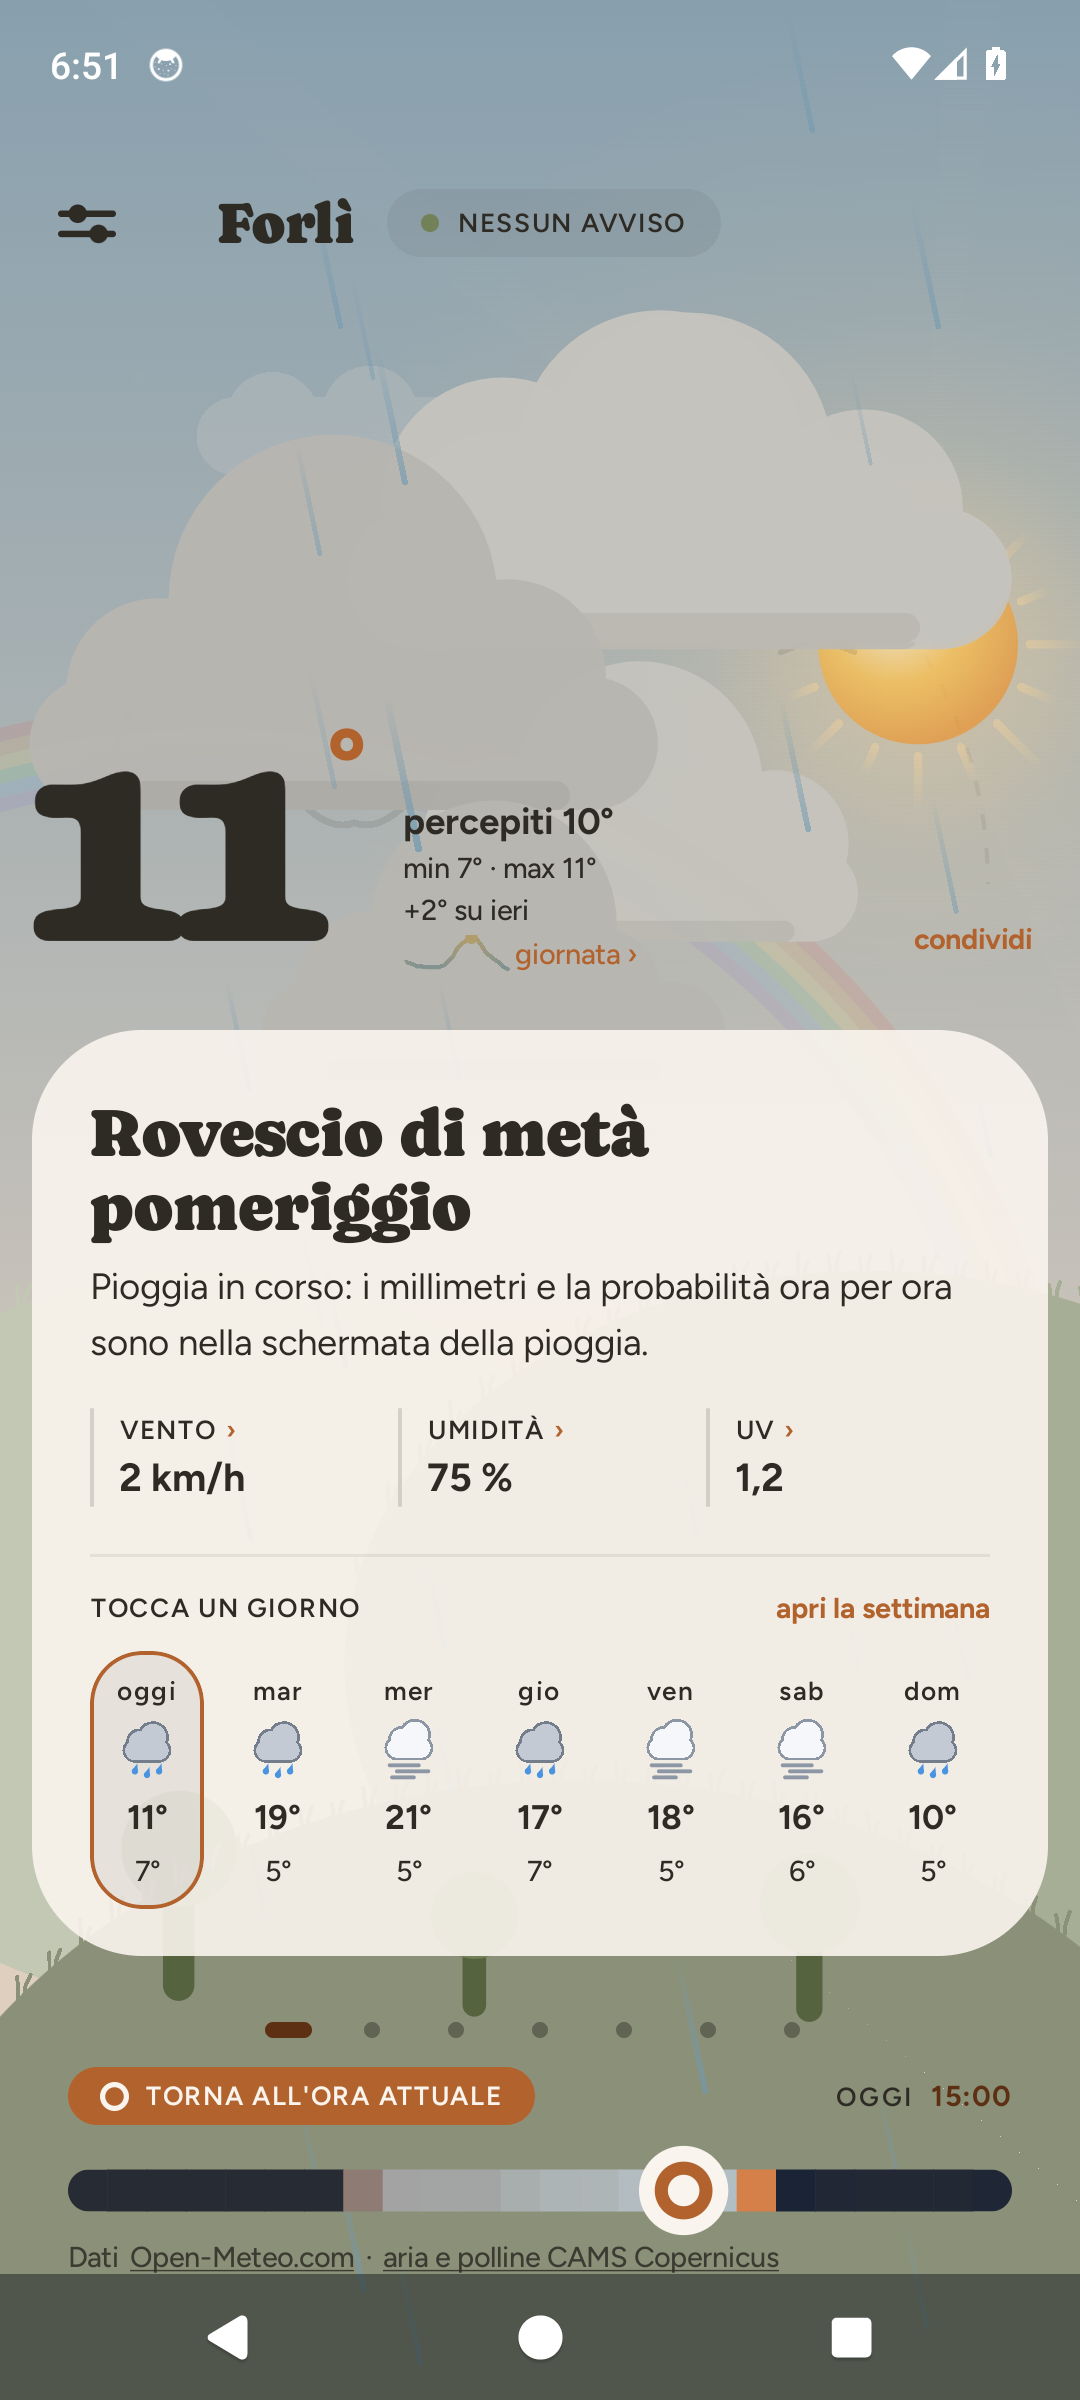 6:51
Forlì
NESSUN AVVISO
11
percepiti 10°
min 7° · max 11°
+2° su ieri
giornata ›
condividi
Rovescio di metà
pomeriggio
Pioggia in corso: i millimetri e la probabilità ora per ora
sono nella schermata della pioggia.
VENTO › UMIDITÀ › UV ›
2 km/h 75 % 1,2
TOCCA UN GIORNO apri la settimana
oggi mar mer gio ven sab dom
11° 19° 21° 17° 18° 16° 10°
7° 5° 5° 7° 5° 6° 5°
TORNA ALL'ORA ATTUALE OGGI 15:00
Dati Open-Meteo.com · aria e polline CAMS Copernicus